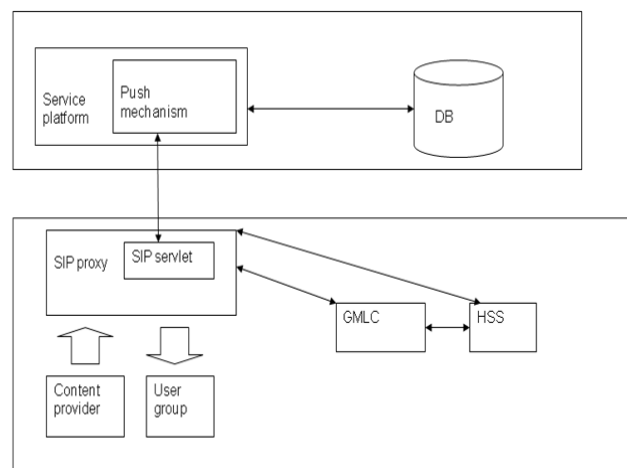 Service
platform
Push
mechanism
DB
SIP proxy
SIP servlet
GMLC
HSS
Content
provider
User
group